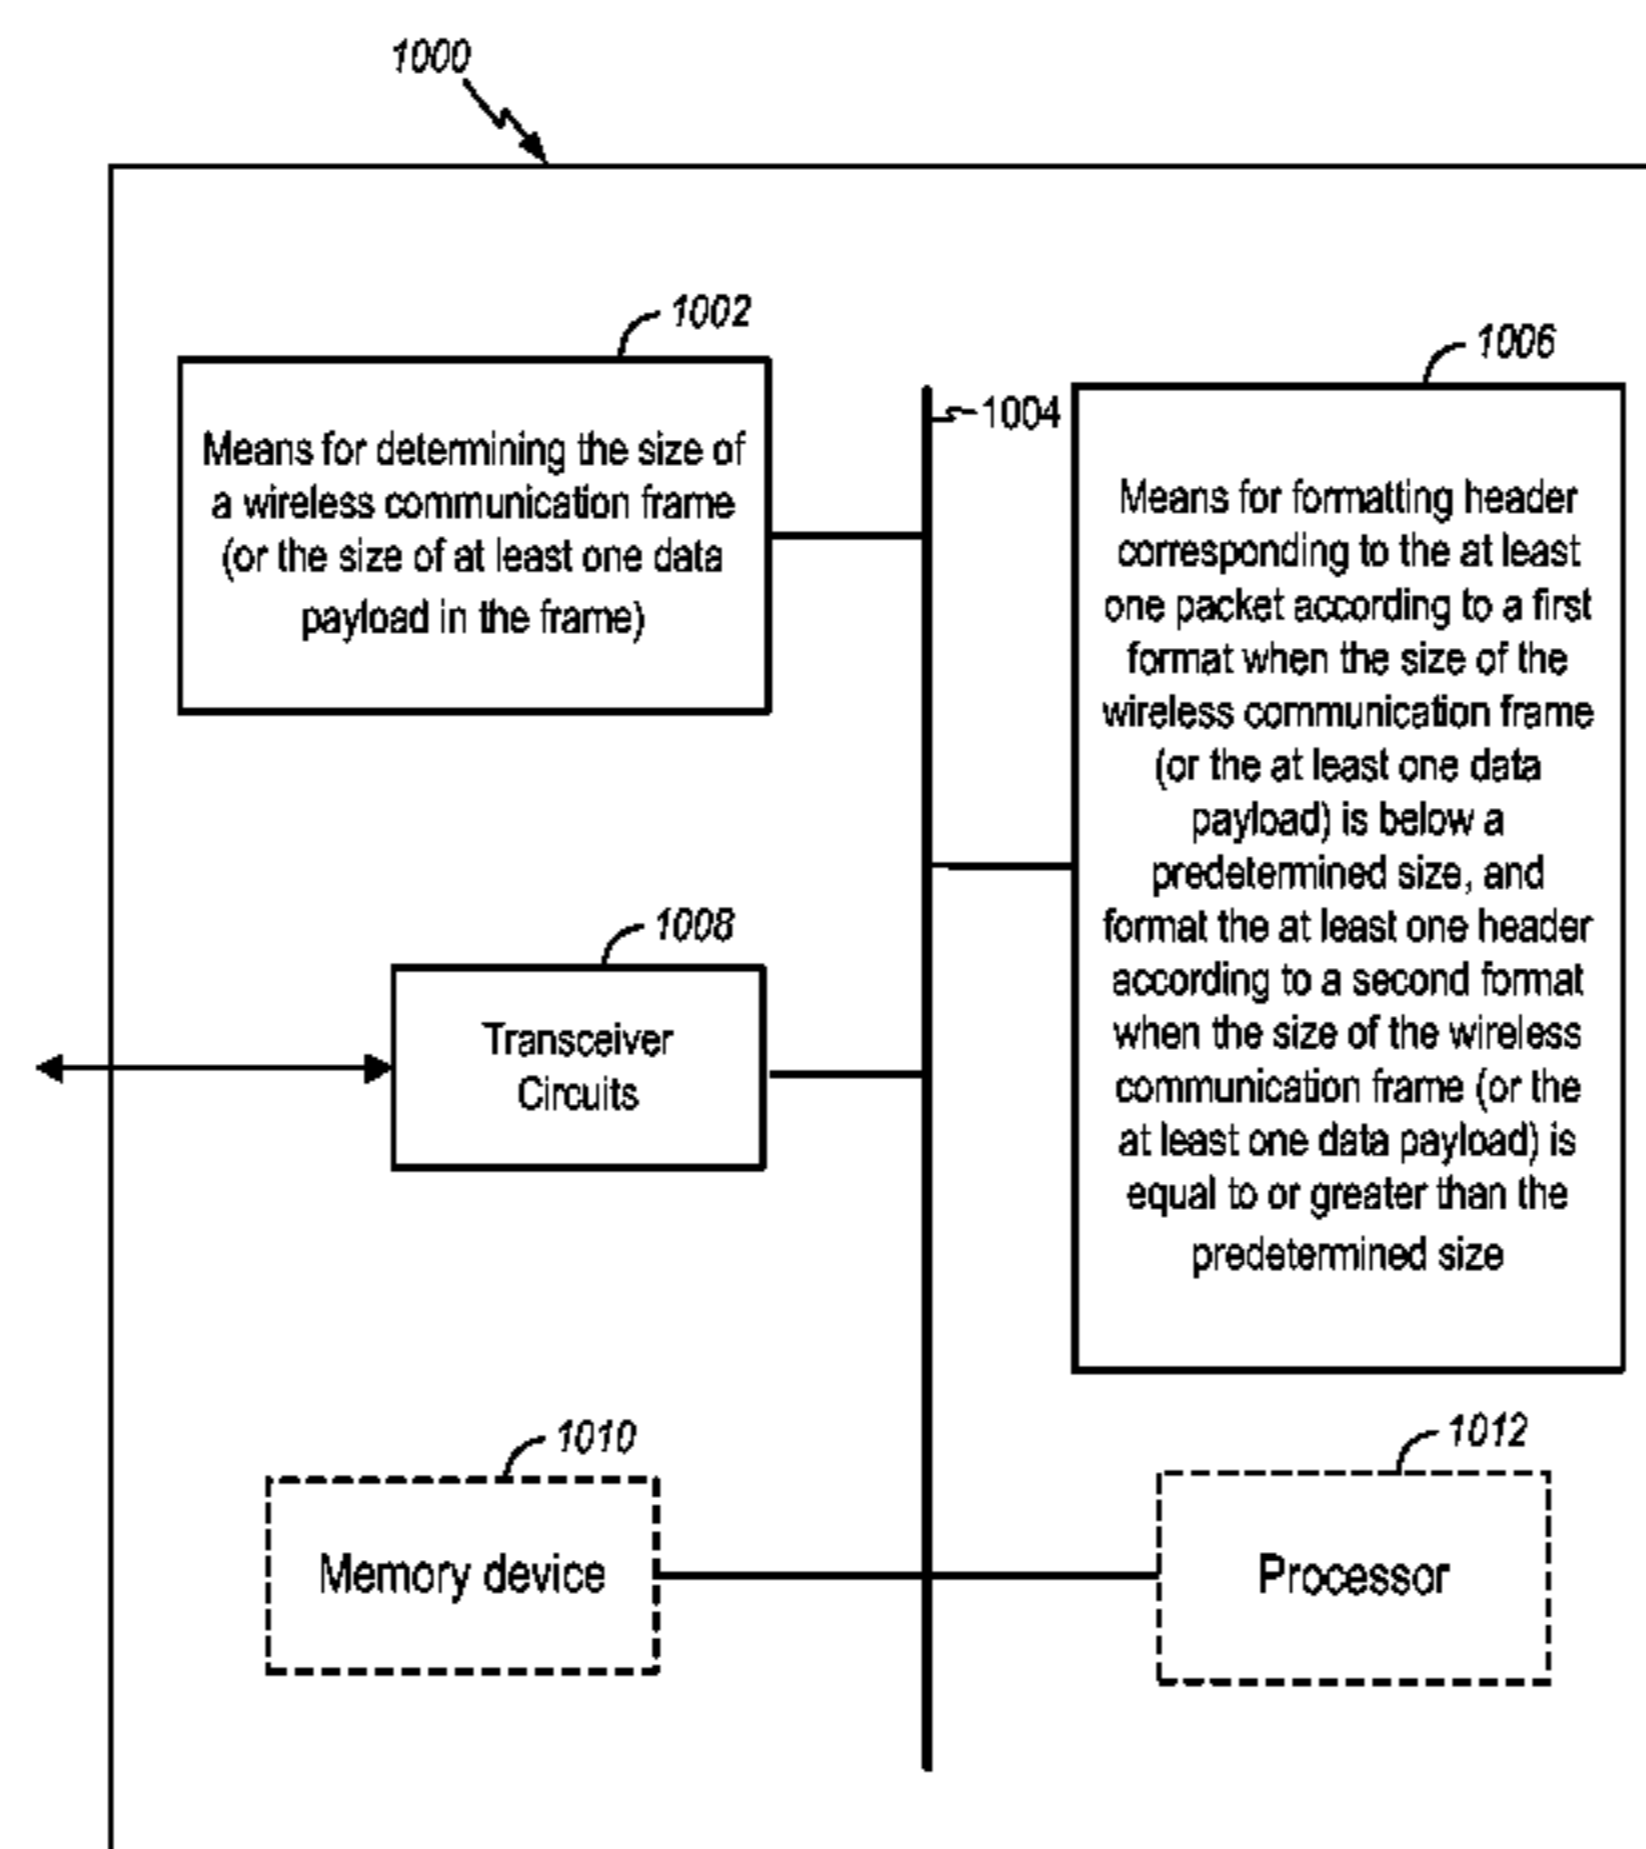 1000
1002
Means for determining the size of
a wireless communication frame
(or the size of at least one data
payload in the frame)
1004
1006
Means for formatting header
corresponding to the at least
one packet according to a first
format when the size of the
wireless communication frame
(or the at least one data
payload) is below a
predetermined size, and
format the at least one header
according to a second format
when the size of the wireless
communication frame (or the
at least one data payload) is
equal to or greater than the
predetermined size
1008
Transceiver
Circuits
1010
Memory device
1012
Processor